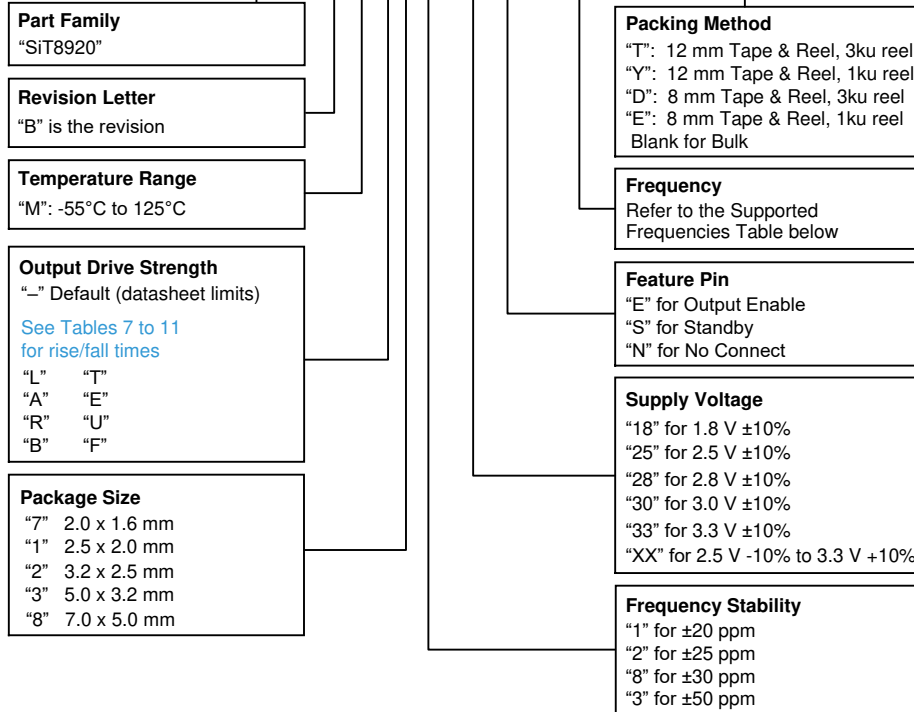 Part Family
“SiT8920”
Revision Letter
“B” is the revision
Temperature Range
“M”: -55°C to 125°C
Output Drive Strength
“–” Default (datasheet limits)
See Tables 7 to 11
for rise/fall times
“L” “T”
“A” “E”
“R” “U”
“B” “F”
Package Size
“7” 2.0 x 1.6 mm
“1” 2.5 x 2.0 mm
“2” 3.2 x 2.5 mm
“3” 5.0 x 3.2 mm
“8” 7.0 x 5.0 mm
Packing Method
“T”: 12 mm Tape & Reel, 3ku reel
“Y”: 12 mm Tape & Reel, 1ku reel
“D”: 8 mm Tape & Reel, 3ku reel
“E”: 8 mm Tape & Reel, 1ku reel
Blank for Bulk
Frequency
Refer to the Supported
Frequencies Table below
Feature Pin
“E” for Output Enable
“S” for Standby
“N” for No Connect
Supply Voltage
“18” for 1.8 V ±10%
“25” for 2.5 V ±10%
“28” for 2.8 V ±10%
“30” for 3.0 V ±10%
“33” for 3.3 V ±10%
“XX” for 2.5 V -10% to 3.3 V +10%
Frequency Stability
“1” for ±20 ppm
“2” for ±25 ppm
“8” for ±30 ppm
“3” for ±50 ppm